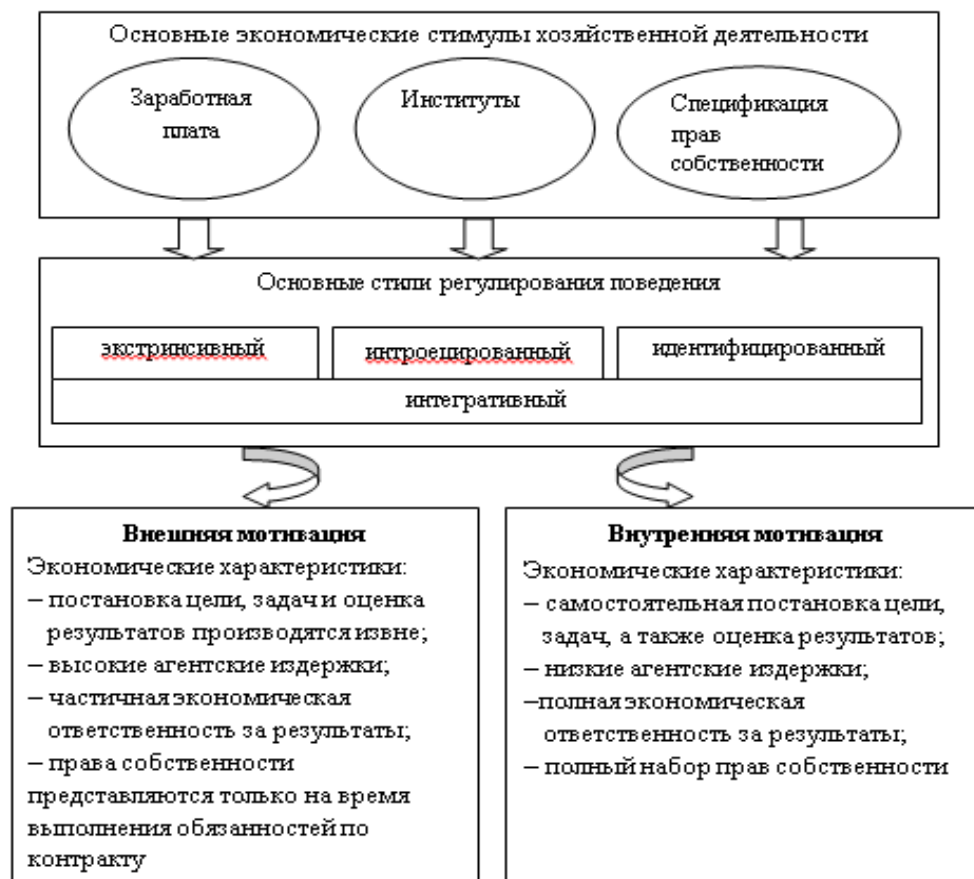 Основные экономические стимулы хозяйственной деятельности
Заработная
плата
Институты
Спецификация
прав
собственности
Основные стили регулирования поведения
экстринсивный
интроецированный
идентифицированный
интегративный
Внешняя мотивация
Экономические характеристики:
– постановка цели, задач и оценка
результатов производятся извне;
– высокие агентские издержки;
– частичная экономическая
ответственность за результаты;
– права собственности
представляются только на время
выполнения обязанностей по
контракту
Внутренняя мотивация
Экономические характеристики:
– самостоятельная постановка цели,
задач, а также оценка результатов;
– низкие агентские издержки;
–полная экономическая
ответственность за результаты;
– полный набор прав собственности